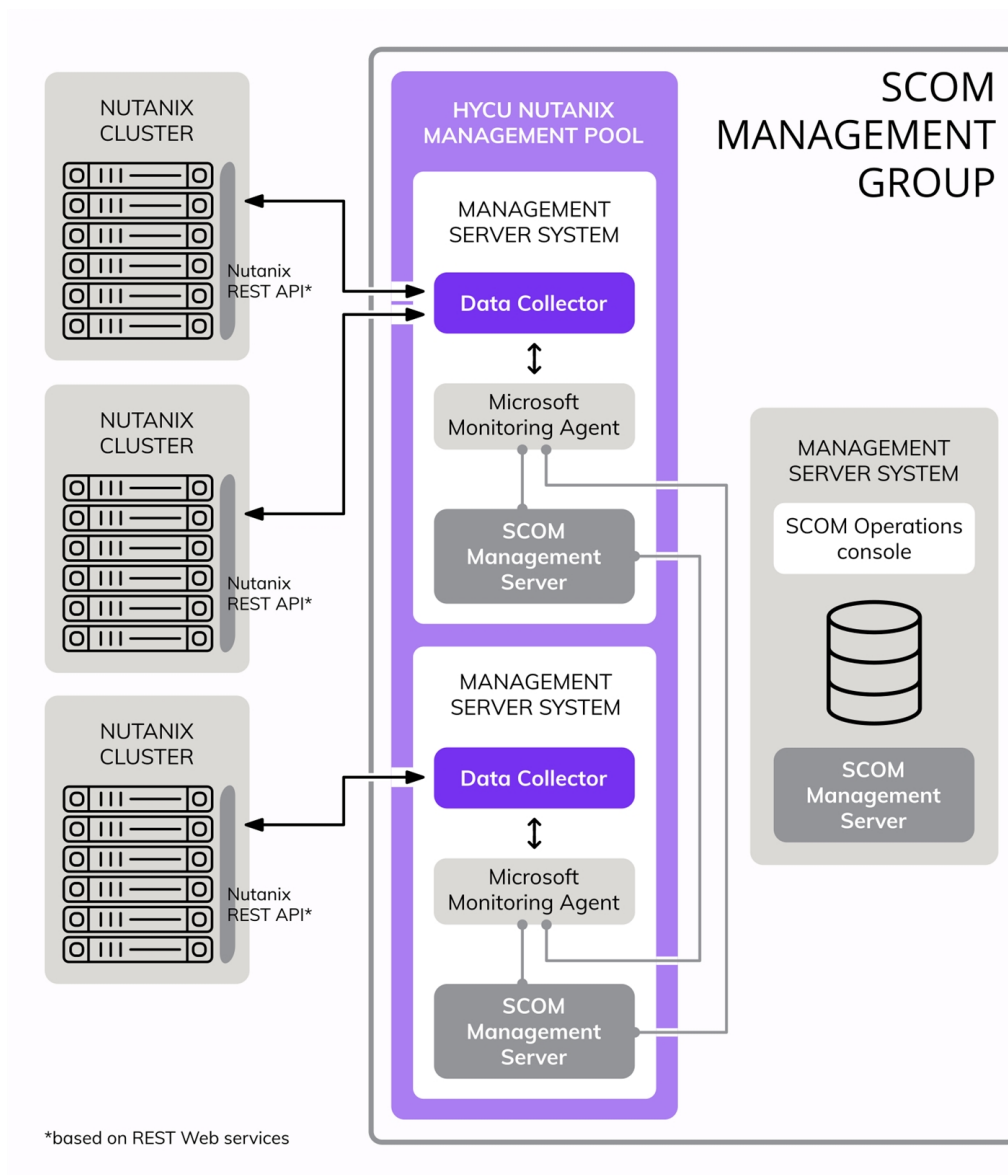 NUTANIX
CLUSTER
Nutanix
REST API*
NUTANIX
CLUSTER
Nutanix
REST API*
NUTANIX
CLUSTER
Nutanix
REST API*
*based on REST Web services
HYCU NUTANIX
MANAGEMENT POOL
MANAGEMENT
SERVER SYSTEM
Data Collector
Microsoft
Monitoring Agent
SCOM
Management
Server
MANAGEMENT
SERVER SYSTEM
Data Collector
Microsoft
Monitoring Agent
SCOM
Management
Server
SCOM
MANAGEMENT
GROUP
MANAGEMENT
SERVER SYSTEM
SCOM Operations
console
SCOM
Management
Server